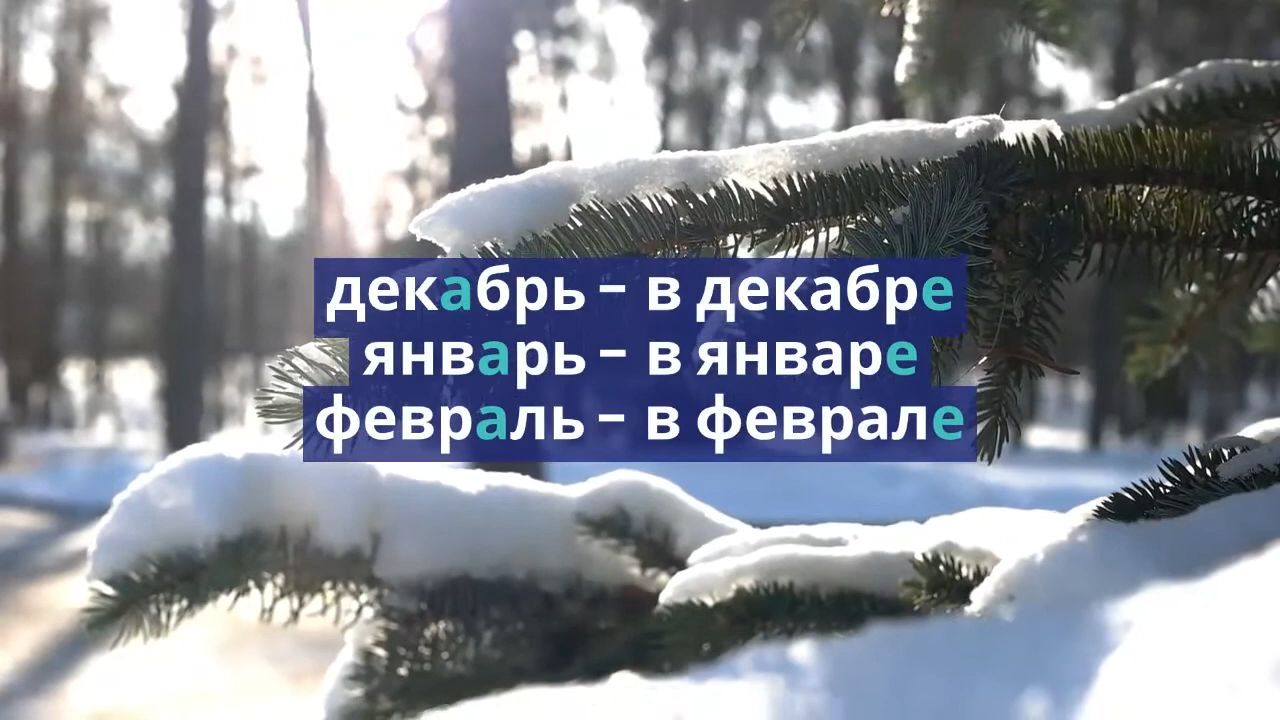 декабрь – в декабре
январь – в январе
февраль – в феврале